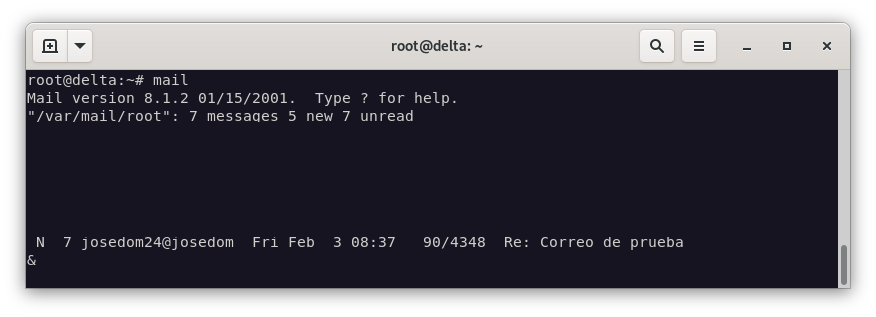 root@delta: ~
root@delta:~# mail
Mail version 8.1.2 01/15/2001.  Type ? for help.
"/var/mail/root": 7 messages 5 new 7 unread
 N  7 josedom24@josedom  Fri Feb  3 08:37   90/4348  Re: Correo de prueba
&